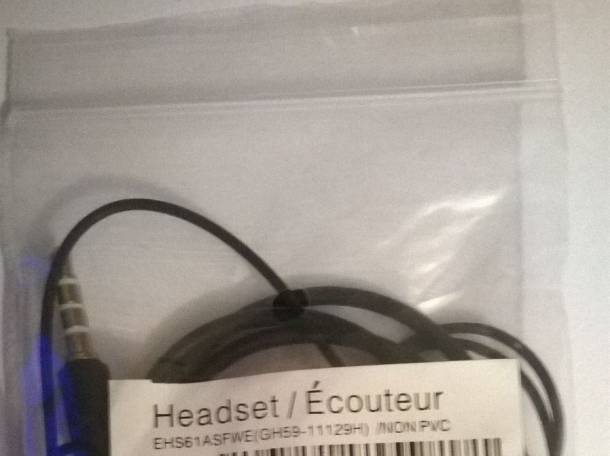 Headset / Écouteur
EHS61ASFWE(GH59-11129H) /NON PVC